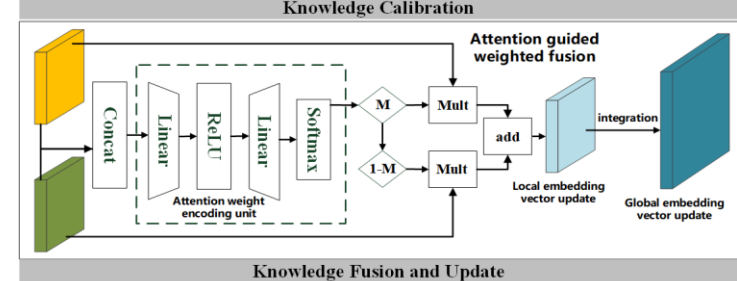 Knowledge Calibration
Attention guided
weighted fusion
Concat
Linear
ReLU
Linear
Softmax
M
Mult
1-M
Mult
add
integration
Attention weight
encoding unit
Local embedding
vector update
Global embedding
vector update
Knowledge Fusion and Update